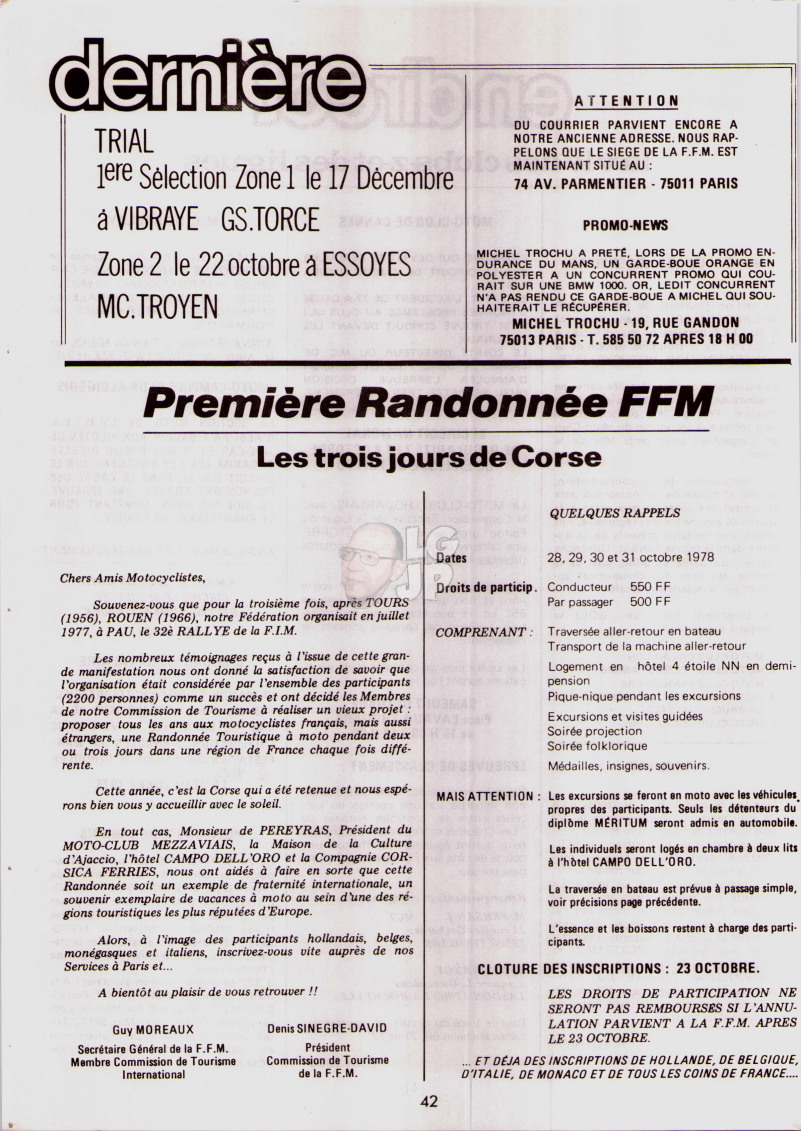 dernière
TRIAL
1ere Sélection Zone 1 le 17 Décembre
à VIBRAYE GS.TORCE
Zone 2 le 22 octobre à ESSOYES
MC.TROYEN
ATTENTION
DU COURRIER PARVIENT ENCORE A
NOTRE ANCIENNE ADRESSE. NOUS RAP-
PELONS QUE LE SIEGE DE LA F.F.M. EST
MAINTENANT SITUÉ AU :
74 AV. PARMENTIER - 75011 PARIS
PROMO-NEWS
MICHEL TROCHU A PRETÉ, LORS DE LA PROMO EN-
DURANCE DU MANS, UN GARDE-BOUE ORANGE EN
POLYESTER A UN CONCURRENT PROMO QUI COU-
RAIT SUR UNE BMW 1000. OR, LEDIT CONCURRENT
N'A PAS RENDU CE GARDE-BOUE A MICHEL QUI SOU-
HAITERAIT LE RÉCUPÉRER.
MICHEL TROCHU - 19, RUE GANDON
75013 PARIS - T. 585 50 72 APRES 18 H 00
Première Randonnée FFM
Les trois jours de Corse
Chers Amis Motocyclistes,
Souvenez-vous que pour la troisième fois, après TOURS
(1956), ROUEN (1966), notre Fédération organisait en juillet
1977, à PAU, le 32è RALLYE de la F.I.M.
Les nombreux témoignages reçus à l'issue de cette gran-
de manifestation nous ont donné la satisfaction de savoir que
l'organisation était considérée par l'ensemble des participants
(2200 personnes) comme un succès et ont décidé les Membres
de notre Commission de Tourisme à réaliser un vieux projet :
proposer tous les ans aux motocyclistes français, mais aussi
étrangers, une Randonnée Touristique à moto pendant deux
ou trois jours dans une région de France chaque fois diffé-
rente.
Cette année, c'est la Corse qui a été retenue et nous espé-
rons bien vous y accueillir avec le soleil.
En tout cas, Monsieur de PEREYRAS, Président du
MOTO-CLUB MEZZAVIAIS, la Maison de la Culture
d'Ajaccio, l'hôtel CAMPO DELL'ORO et la Compagnie COR-
SICA FERRIES, nous ont aidés à faire en sorte que cette
Randonnée soit un exemple de fraternité internationale, un
souvenir exemplaire de vacances à moto au sein d'une des ré-
gions touristiques les plus réputées d'Europe.
Alors, à l'image des participants hollandais, belges,
monégasques et italiens, inscrivez-vous vite auprès de nos
Services à Paris et...
A bientôt au plaisir de vous retrouver !!
Guy MOREAUX
Secrétaire Général de la F.F.M.
Membre Commission de Tourisme
International
Denis SINEGRE-DAVID
Président
Commission de Tourisme
de la F.F.M.
LG
JB
QUELQUES RAPPELS
Dates 28, 29, 30 et 31 octobre 1978
Droits de particip. Conducteur 550 FF
Par passager 500 FF
COMPRENANT : Traversée aller-retour en bateau
Transport de la machine aller-retour
Logement en hôtel 4 étoile NN en demi-
pension
Pique-nique pendant les excursions
Excursions et visites guidées
Soirée projection
Soirée folklorique
Médailles, insignes, souvenirs.
MAIS ATTENTION : Les excursions se feront en moto avec les véhicules
propres des participants. Seuls les détenteurs du
diplôme MÉRITUM seront admis en automobile.
Les individuels seront logés en chambre à deux lits
à l'hôtel CAMPO DELL'ORO.
La traversée en bateau est prévue à passage simple,
voir précisions page précédente.
L'essence et les boissons restent à charge des parti-
cipants.
CLOTURE DES INSCRIPTIONS : 23 OCTOBRE.
LES DROITS DE PARTICIPATION NE
SERONT PAS REMBOURSES SI L'ANNU-
LATION PARVIENT A LA F.F.M. APRES
LE 23 OCTOBRE.
... ET DÉJA DES INSCRIPTIONS DE HOLLANDE, DE BELGIQUE,
D'ITALIE, DE MONACO ET DE TOUS LES COINS DE FRANCE....
42